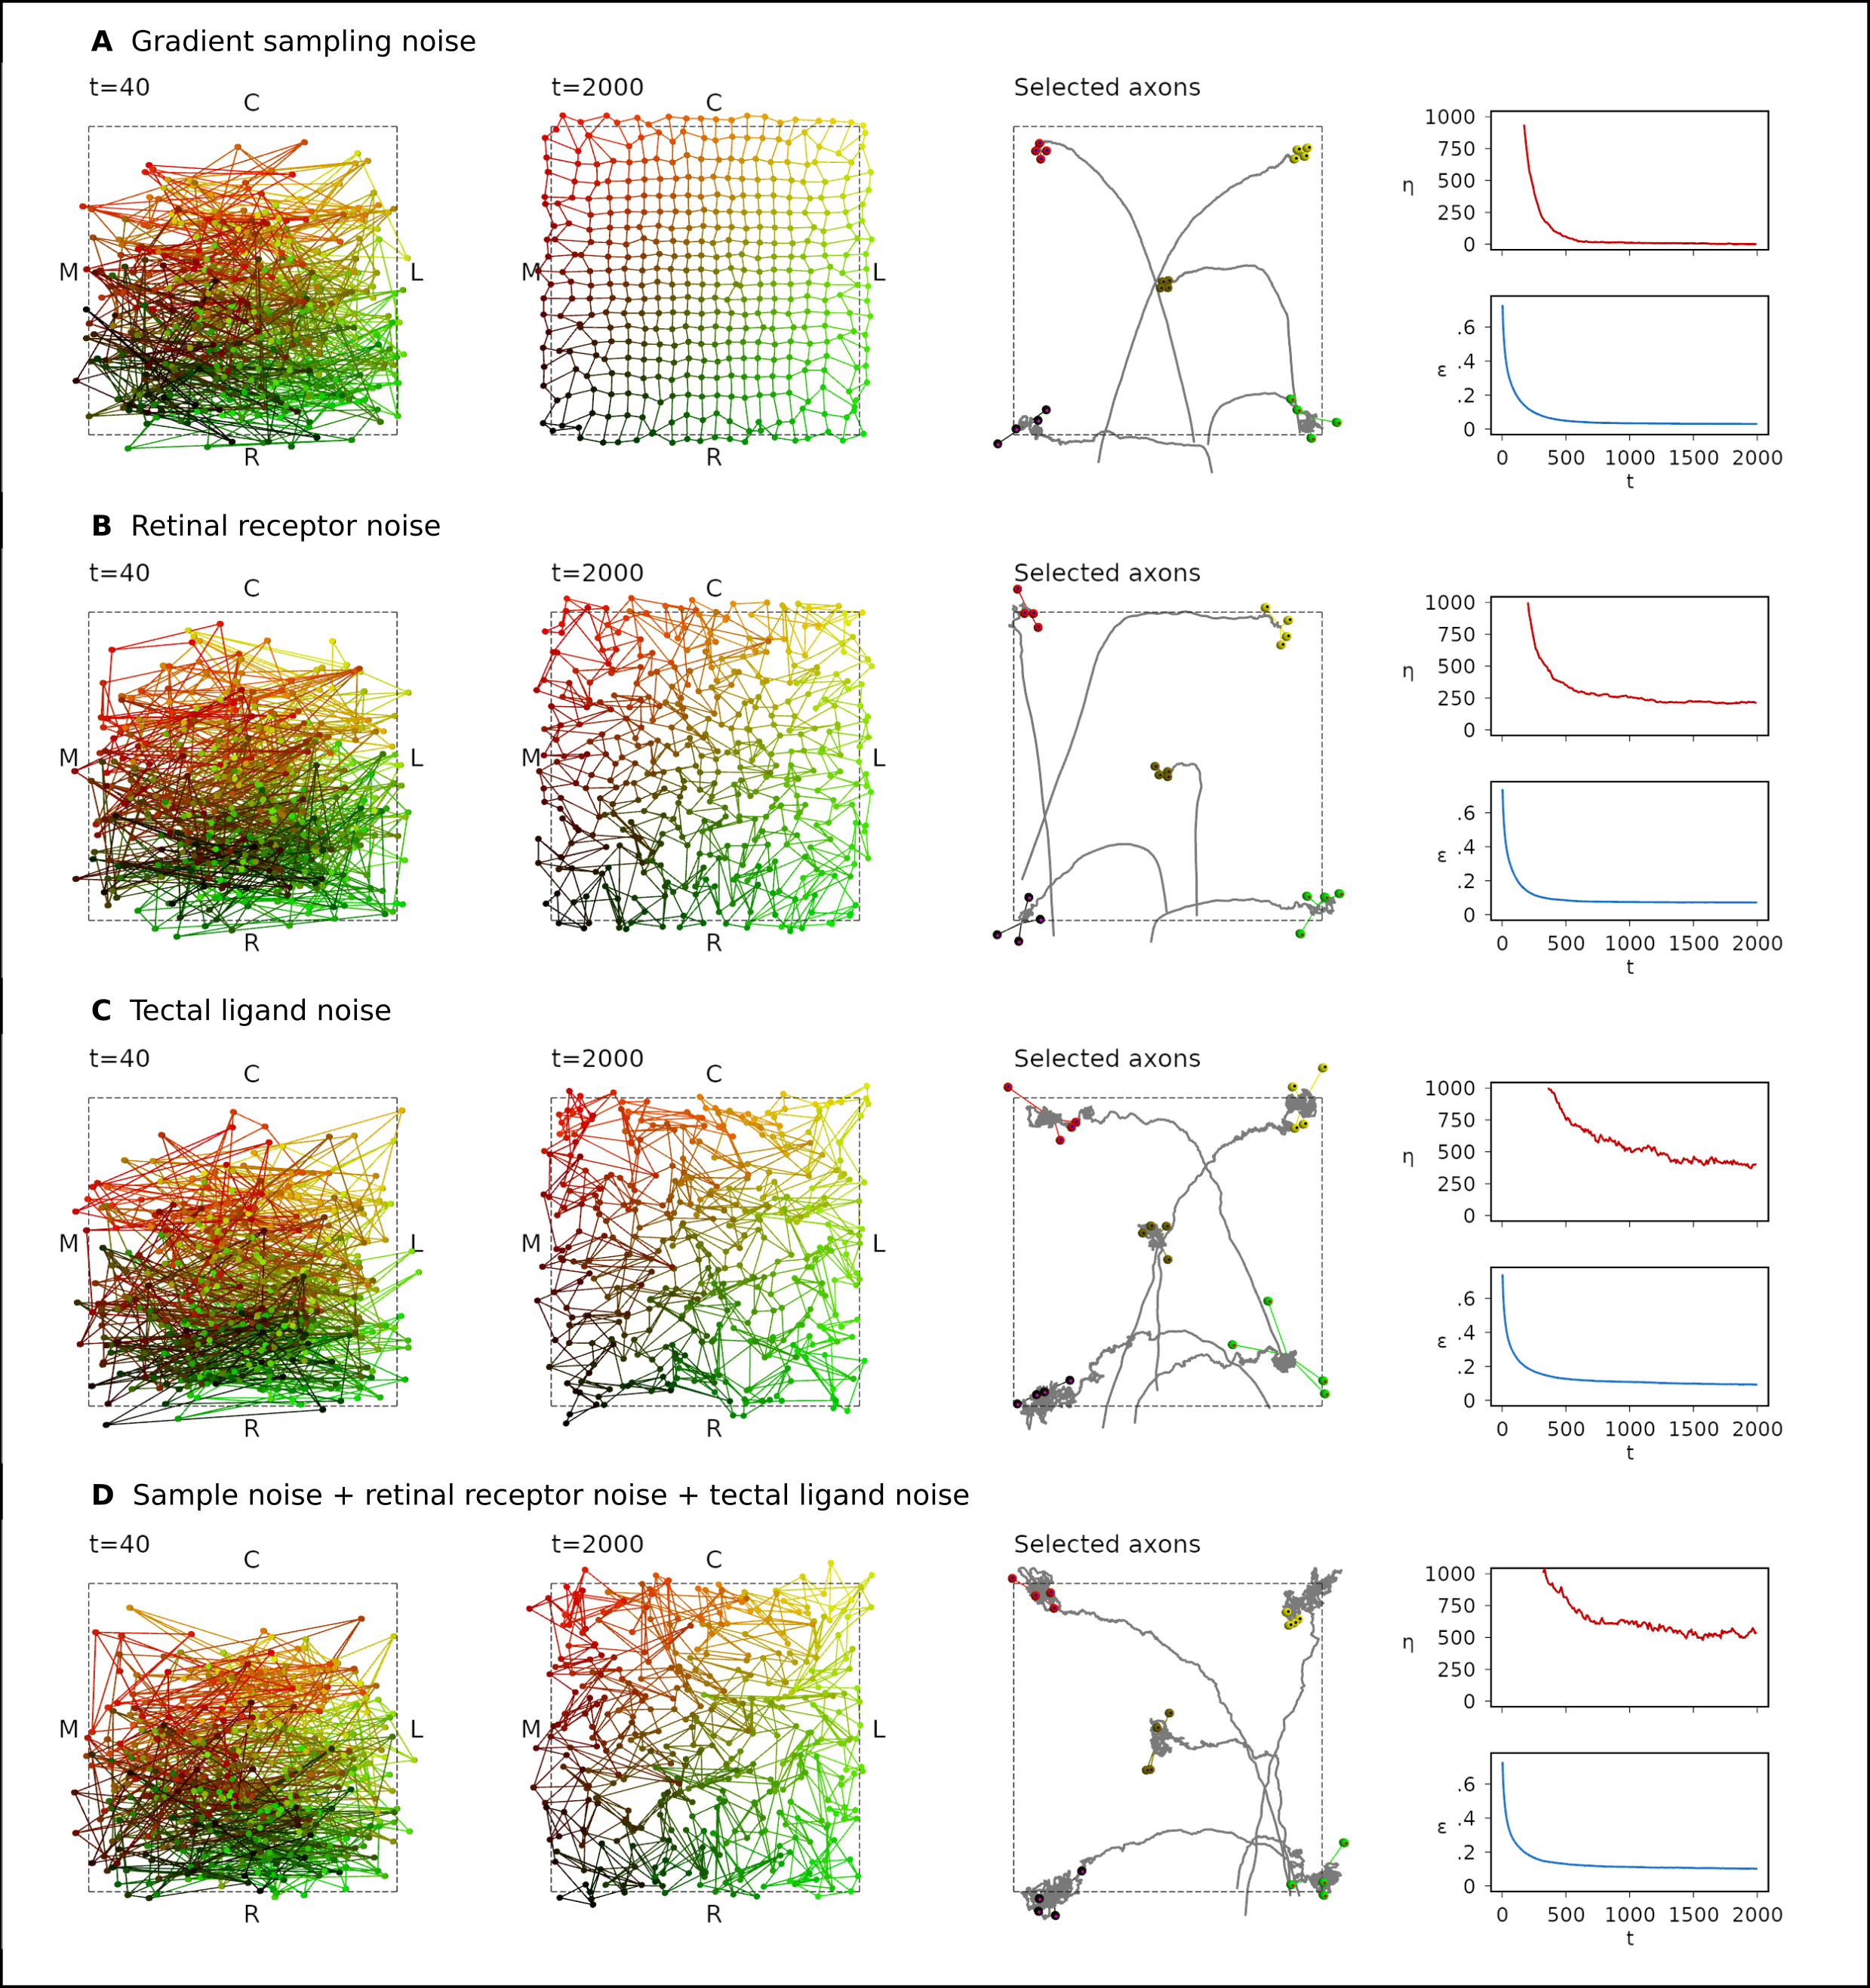 A Gradient sampling noise
t=40
t=2000
Selected axons
C
C
M
L
M
L
R
R
η
1000
750
500
250
0
ε
.6
.4
.2
0
0 500 1000 1500 2000
t
B Retinal receptor noise
t=40
t=2000
Selected axons
C
C
M
L
M
L
R
R
η
1000
750
500
250
0
ε
.6
.4
.2
0
0 500 1000 1500 2000
t
C Tectal ligand noise
t=40
t=2000
Selected axons
C
C
M
L
M
L
R
R
η
1000
750
500
250
0
ε
.6
.4
.2
0
0 500 1000 1500 2000
t
D Sample noise + retinal receptor noise + tectal ligand noise
t=40
t=2000
Selected axons
C
C
M
L
M
L
R
R
η
1000
750
500
250
0
ε
.6
.4
.2
0
0 500 1000 1500 2000
t